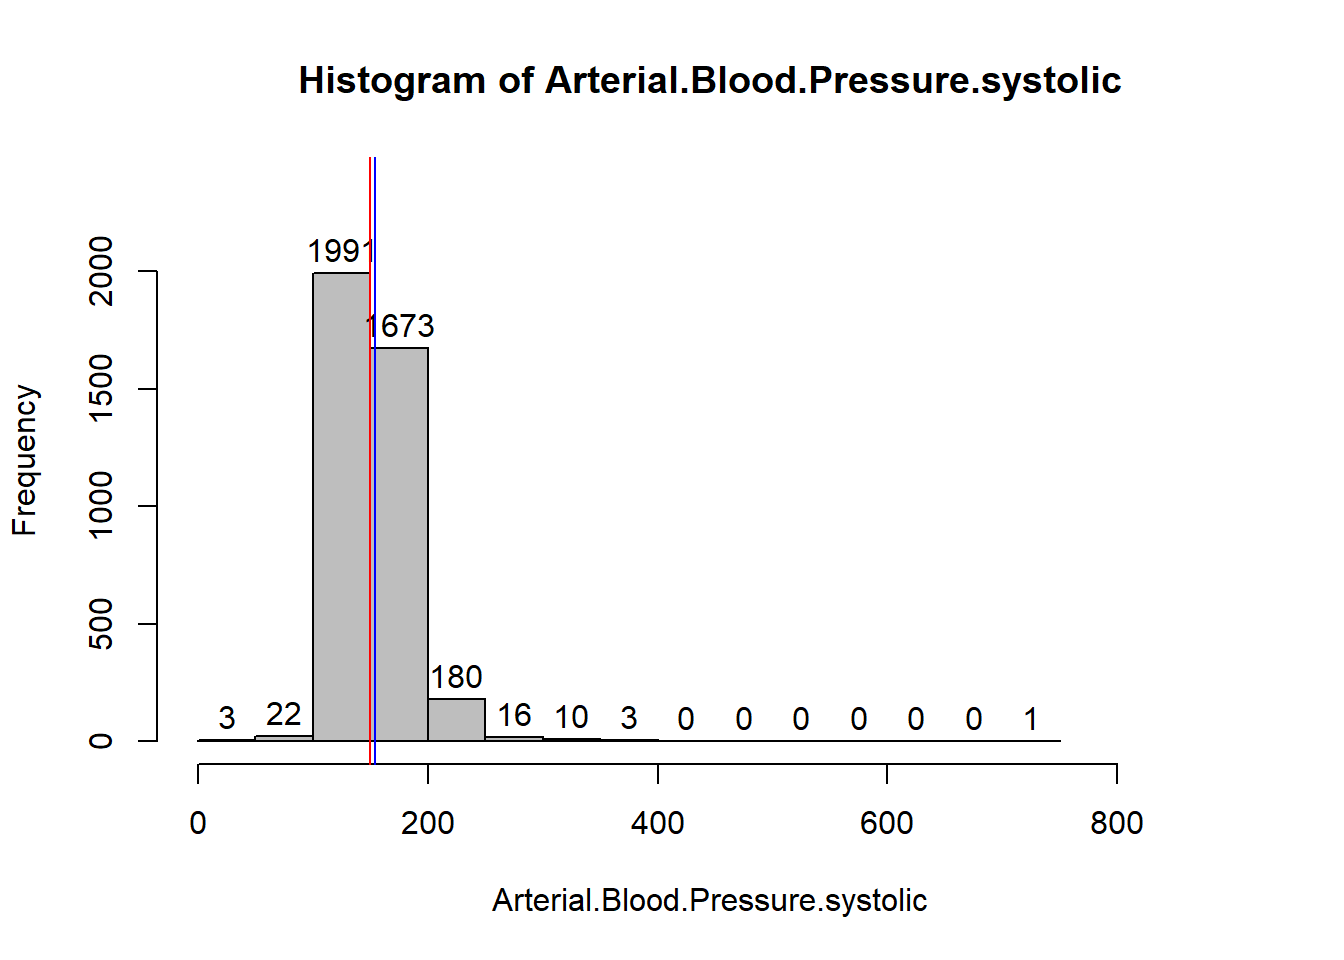 Histogram of Arterial.Blood.Pressure.systolic
Frequency
2000
1500
1000
500
0
1991
1673
180
3 22 16 10 3 0 0 0 0 0 0 1
0 200 400 600 800
Arterial.Blood.Pressure.systolic